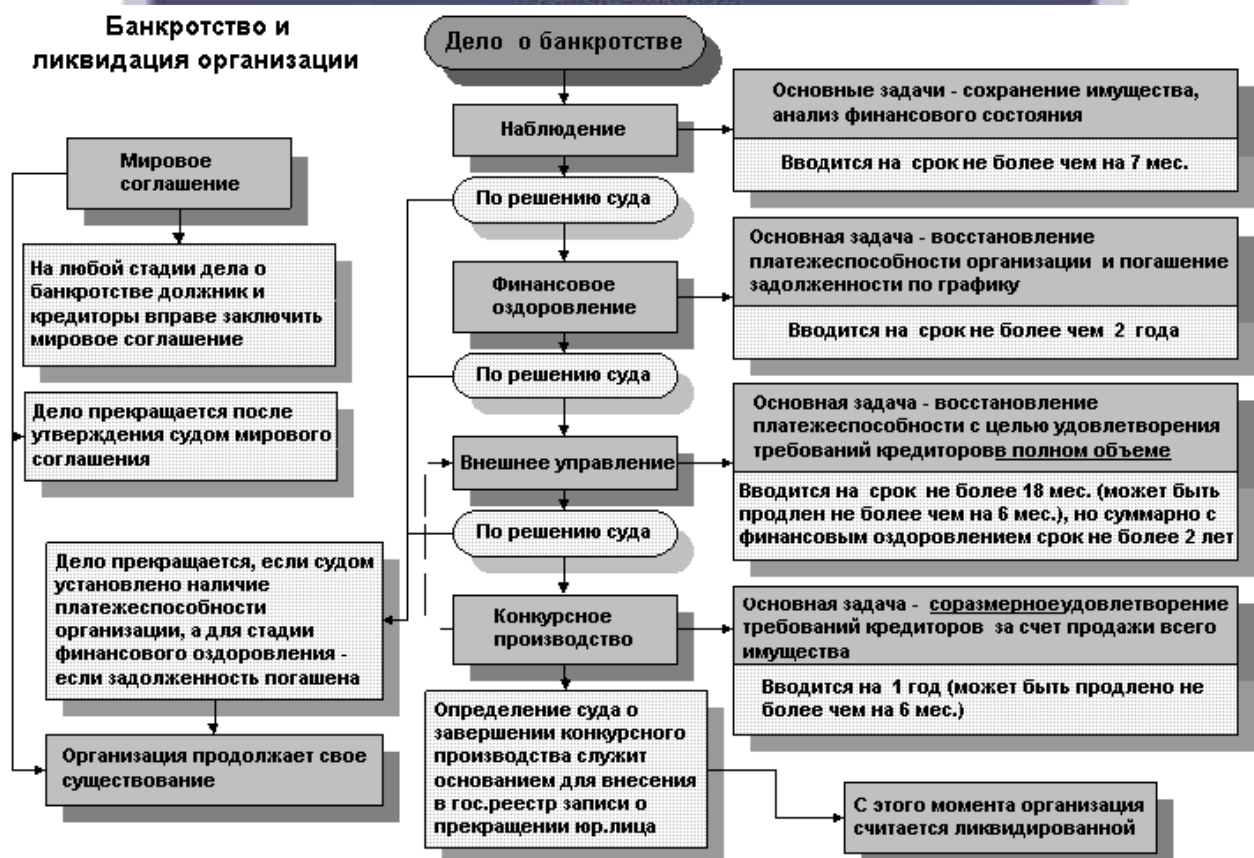 Банкротство и
ликвидация организации
Дело о банкротстве
Наблюдение
Основные задачи - сохранение имущества,
анализ финансового состояния
Вводится на срок не более чем на 7 мес.
По решению суда
Мировое
соглашение
На любой стадии дела о
банкротстве должник и
кредиторы вправе заключить
мировое соглашение
Дело прекращается после
утверждения судом мирового
соглашения
Финансовое
оздоровление
Основная задача - восстановление
платежеспособности организации и погашение
задолженности по графику
Вводится на срок не более чем 2 года
По решению суда
Внешнее управление
Основная задача - восстановление
платежеспособности с целью удовлетворения
требований кредиторовв полном объеме
Вводится на срок не более 18 мес. (может быть
продлен не более чем на 6 мес.), но суммарно с
финансовым оздоровлением срок не более 2 лет
По решению суда
Дело прекращается, если судом
установлено наличие
платежеспособности
организации, а для стадии
финансового оздоровления -
если задолженность погашена
Конкурсное
производство
Основная задача - соразмерноеудовлетворение
требований кредиторов за счет продажи всего
имущества
Вводится на 1 год (может быть продлено не
более чем на 6 мес.)
Организация продолжает свое
существование
Определение суда о
завершении конкурсного
производства служит
основанием для внесения
в гос.реестр записи о
прекращении юр.лица
С этого момента организация
считается ликвидированной